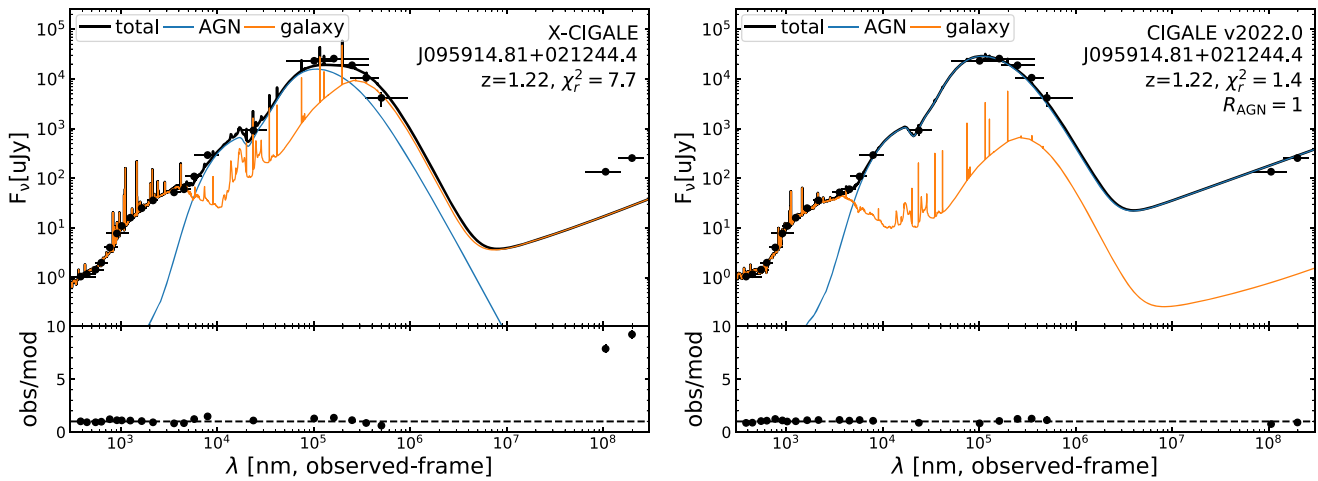 total AGN galaxy
X-CIGALE
J095914.81+021244.4
z=1.22, χ²ᵣ = 7.7
F_ν[uJy]
10⁵
10⁴
10³
10²
10¹
10⁰
obs/mod
10
5
0
10³ 10⁴ 10⁵ 10⁶ 10⁷ 10⁸
λ [nm, observed-frame]
total AGN galaxy
CIGALE v2022.0
J095914.81+021244.4
z=1.22, χ²ᵣ = 1.4
R_AGN = 1
F_ν[uJy]
10⁵
10⁴
10³
10²
10¹
10⁰
obs/mod
10
5
0
10³ 10⁴ 10⁵ 10⁶ 10⁷ 10⁸
λ [nm, observed-frame]